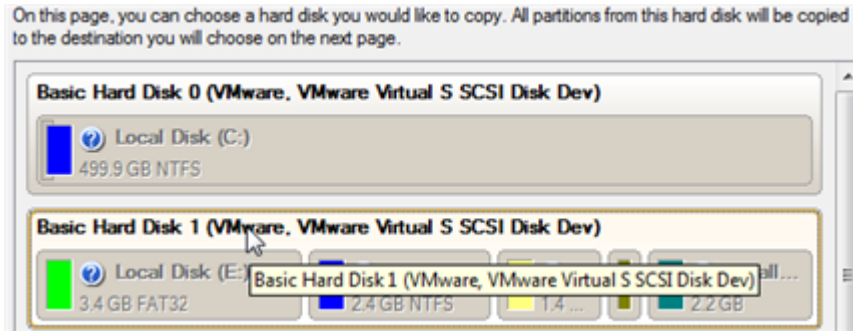 On this page, you can choose a hard disk you would like to copy. All partitions from this hard disk will be copied
to the destination you will choose on the next page.
Basic Hard Disk 0 (VMware, VMware Virtual S SCSI Disk Dev)
Local Disk (C:)
499.9 GB NTFS
Basic Hard Disk 1 (VMware, VMware Virtual S SCSI Disk Dev)
Local Disk (E:)
Basic Hard Disk 1 (VMware, VMware Virtual S SCSI Disk Dev)
all...
3.4 GB FAT32
2.4 GB NTFS
1.4 ...
2.2 GB